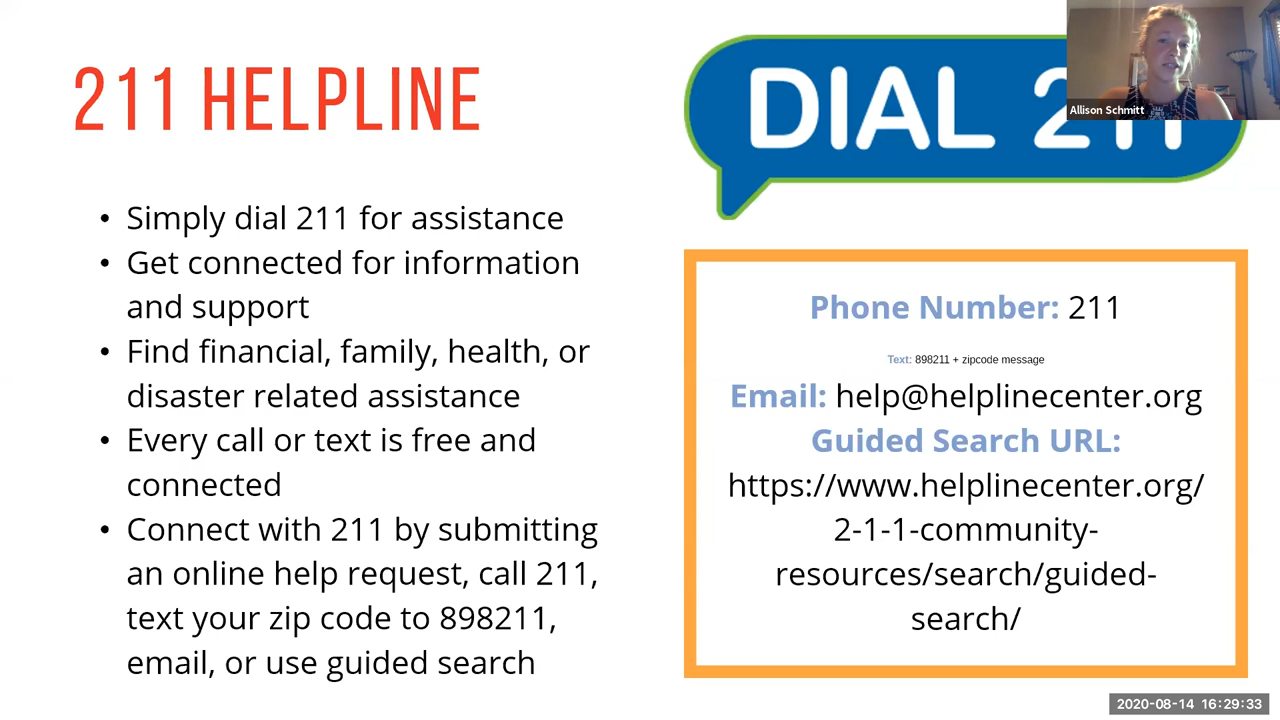 211 HELPLINE
• Simply dial 211 for assistance
• Get connected for information
and support
• Find financial, family, health, or
disaster related assistance
• Every call or text is free and
connected
• Connect with 211 by submitting
an online help request, call 211,
text your zip code to 898211,
email, or use guided search
DIAL 211
Allison Schmitt
Phone Number: 211
Text: 898211 + zipcode message
Email: help@helplinecenter.org
Guided Search URL:
https://www.helplinecenter.org/
2-1-1-community-
resources/search/guided-
search/
2020-08-14 16:29:33